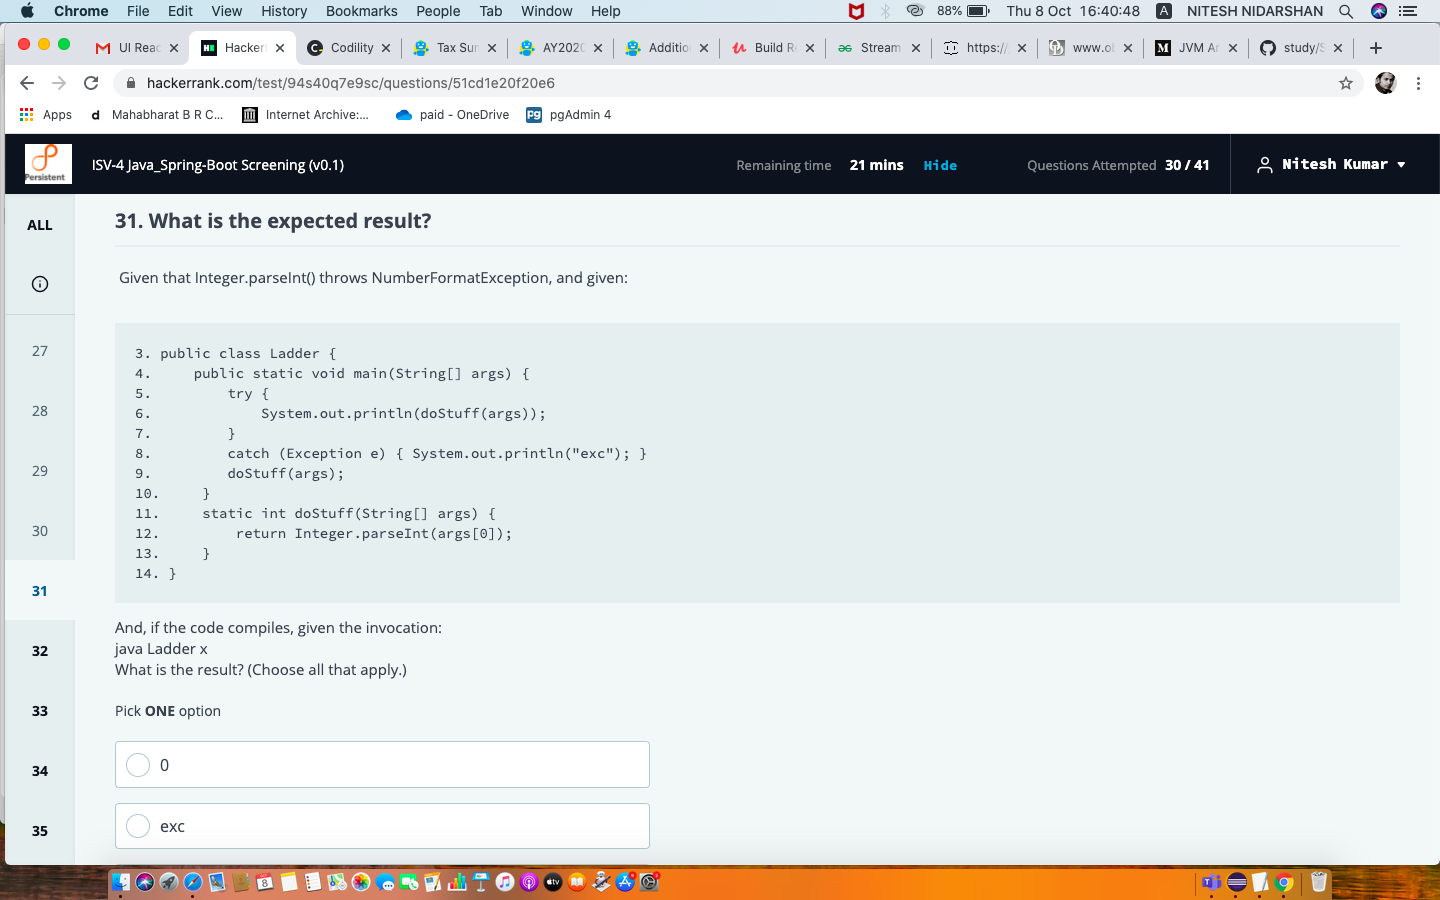 Chrome File Edit View History Bookmarks People Tab Window Help 88% Thu 8 Oct 16:40:48 A NITESH NIDARSHAN
UI Reac Hacker Codility Tax Sur AY202 Additio Build R Stream https:// www.ol JVM Ar study/S
hackerrank.com/test/94s40q7e9sc/questions/51cd1e20f20e6
Apps d Mahabharat B R C... Internet Archive:... paid - OneDrive pg pgAdmin 4
Persistent ISV-4 Java_Spring-Boot Screening (v0.1) Remaining time 21 mins Hide Questions Attempted 30 / 41 Nitesh Kumar
ALL
31. What is the expected result?
Given that Integer.parseInt() throws NumberFormatException, and given:
27
28
29
30
31
32
33
34
35
3. public class Ladder {
4.     public static void main(String[] args) {
5.         try {
6.             System.out.println(doStuff(args));
7.         }
8.         catch (Exception e) { System.out.println("exc"); }
9.         doStuff(args);
10.     }
11.     static int doStuff(String[] args) {
12.         return Integer.parseInt(args[0]);
13.     }
14. }
And, if the code compiles, given the invocation:
java Ladder x
What is the result? (Choose all that apply.)
Pick ONE option
0
exc
8
tv